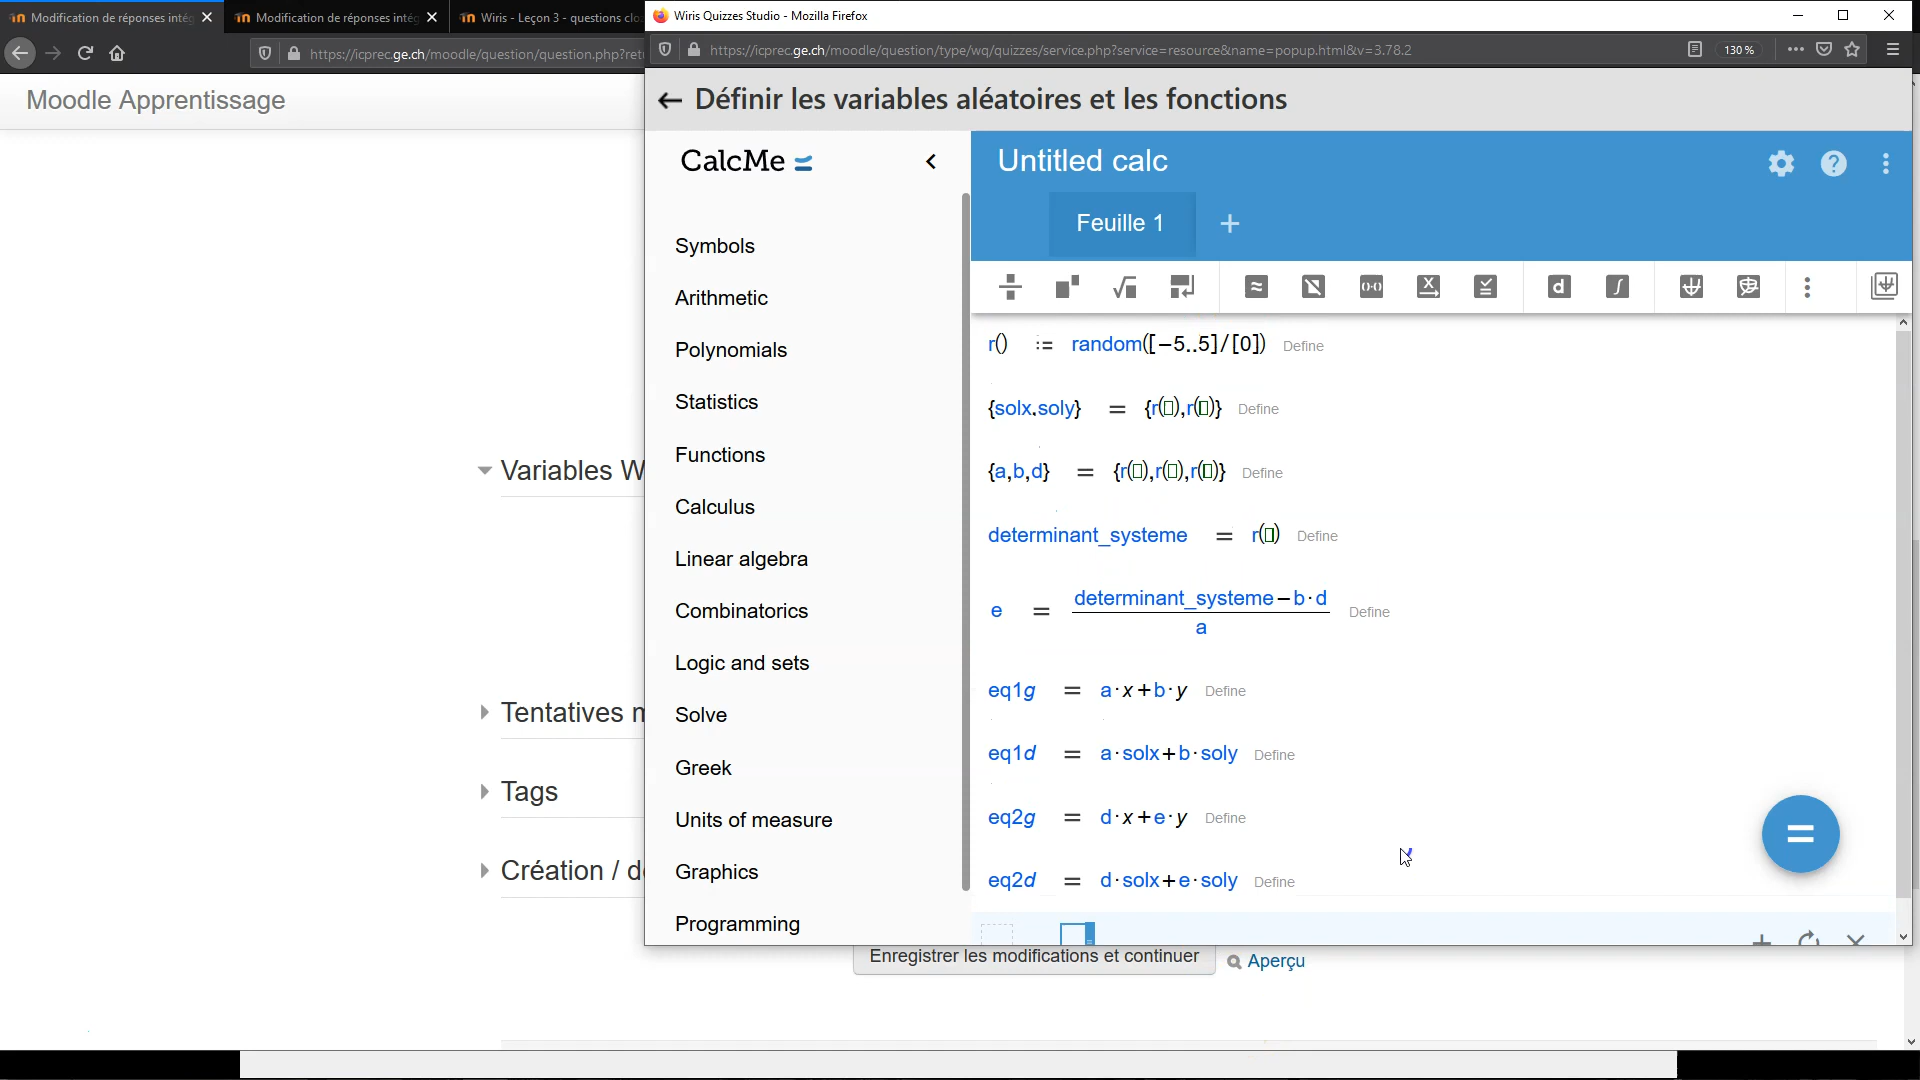 Modification de réponses intég
Modification de réponses intég
Wiris - Leçon 3 - questions clo
Wiris Quizzes Studio - Mozilla Firefox
https://icprec.ge.ch/moodle/question/question.php?ret
https://icprec.ge.ch/moodle/question/type/wq/quizzes/service.php?service=resource&name=popup.html&v=3.78.2
130%
Moodle Apprentissage
Définir les variables aléatoires et les fonctions
CalcMe
Untitled calc
Feuille 1
Symbols
Arithmetic
Polynomials
Statistics
Functions
Calculus
Linear algebra
Combinatorics
Logic and sets
Solve
Greek
Units of measure
Graphics
Programming
r() := random([-5..5]/[0]) Define
{solx,soly} = {r(▯),r(▯)} Define
{a,b,d} = {r(▯),r(▯),r(▯)} Define
determinant_systeme = r(▯) Define
e = (determinant_systeme-b·d)/a Define
eq1g = a·x+b·y Define
eq1d = a·solx+b·soly Define
eq2g = d·x+e·y Define
eq2d = d·solx+e·soly Define
Variables W
Tentatives m
Tags
Création / de
Enregistrer les modifications et continuer
Aperçu